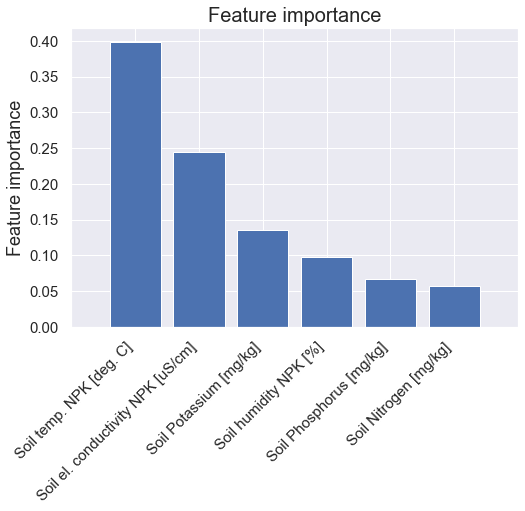 Feature importance
Feature importance
0.40
0.35
0.30
0.25
0.20
0.15
0.10
0.05
0.00
Soil temp. NPK [deg. C]
Soil el. conductivity NPK [uS/cm]
Soil Potassium [mg/kg]
Soil humidity NPK [%]
Soil Phosphorus [mg/kg]
Soil Nitrogen [mg/kg]